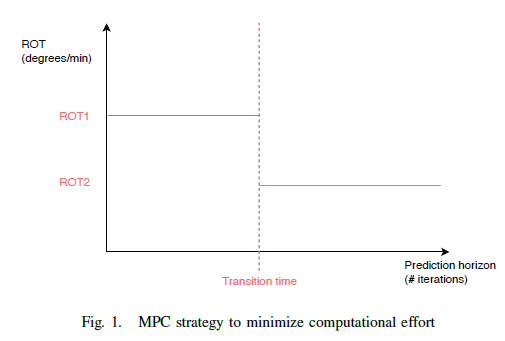 ROT
(degrees/min)
ROT1
ROT2
Prediction horizon
(# iterations)
Transition time
Fig. 1. MPC strategy to minimize computational effort